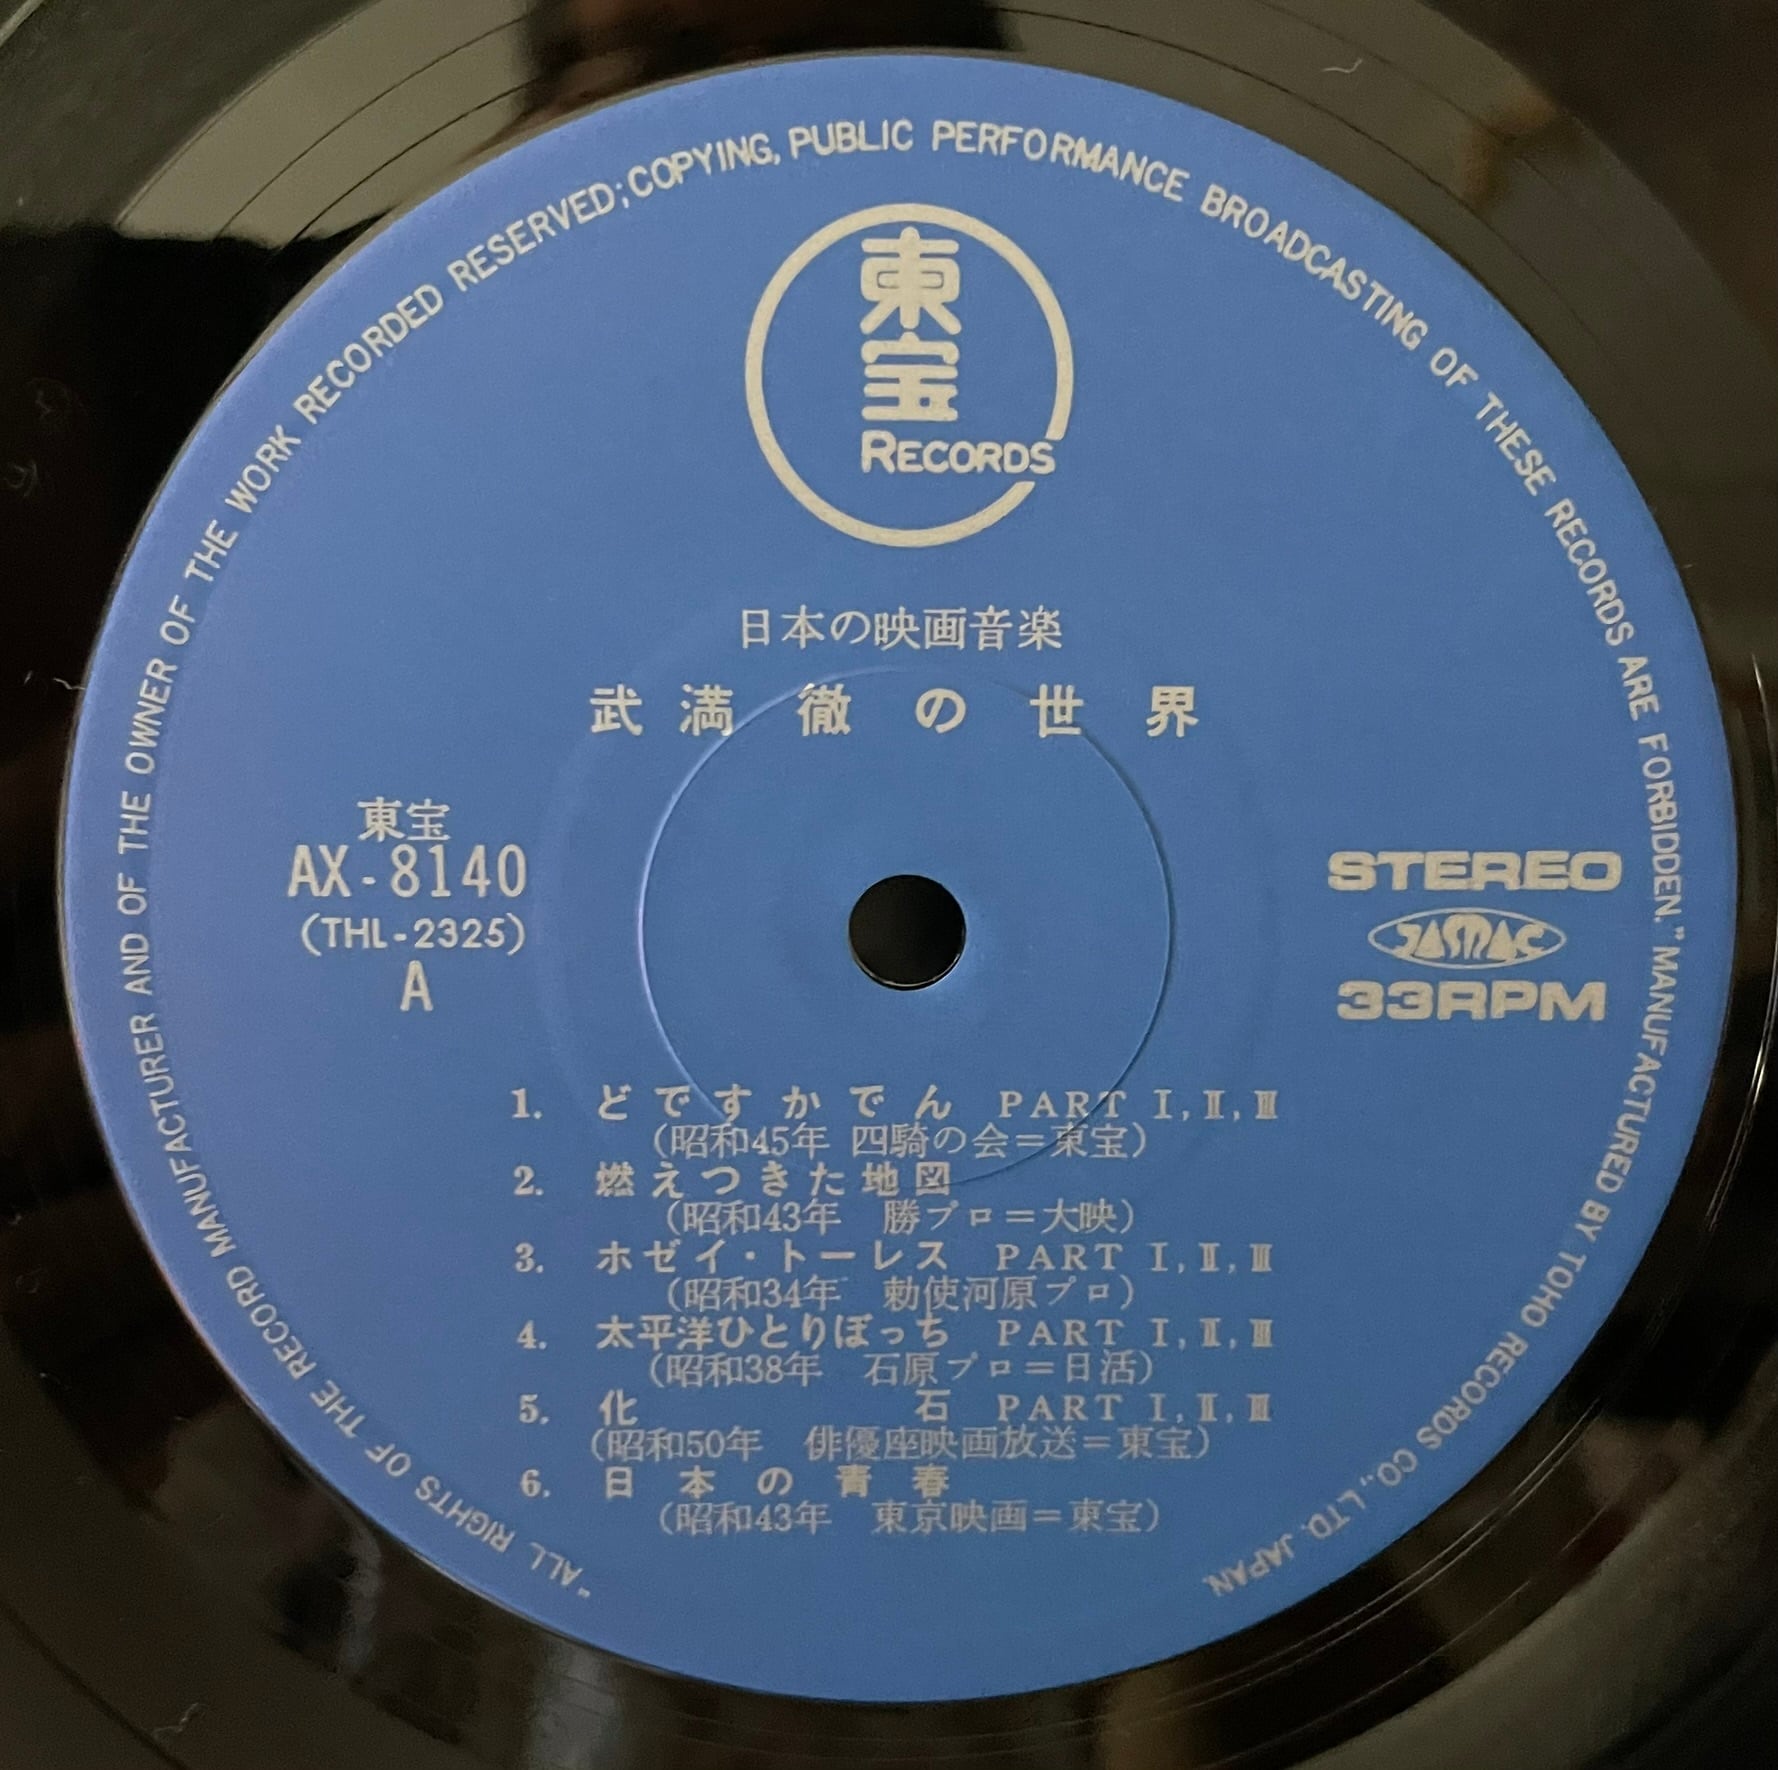 "ALL RIGHTS OF THE RECORD MANUFACTURER AND OF THE OWNER OF THE WORK RECORDED RESERVED; COPYING, PUBLIC PERFORMANCE BROADCASTING OF THESE RECORDS ARE FORBIDDEN." MANUFACTURED BY TOHO RECORDS CO., LTD. JAPAN.
東宝
RECORDS
日本の映画音楽
武満徹の世界
東宝
AX-8140
(THL-2325)
A
STEREO
JASRAC
33RPM
1. どですかでん PART I, II, III
(昭和45年 四騎の会=東宝)
2. 燃えつきた地図
(昭和43年 勝プロ=大映)
3. ホゼイ・トーレス PART I, II, III
(昭和34年 勅使河原プロ)
4. 太平洋ひとりぼっち PART I, II, III
(昭和38年 石原プロ=日活)
5. 化石 PART I, II, III
(昭和50年 俳優座映画放送=東宝)
6. 日本の青春
(昭和43年 東京映画=東宝)